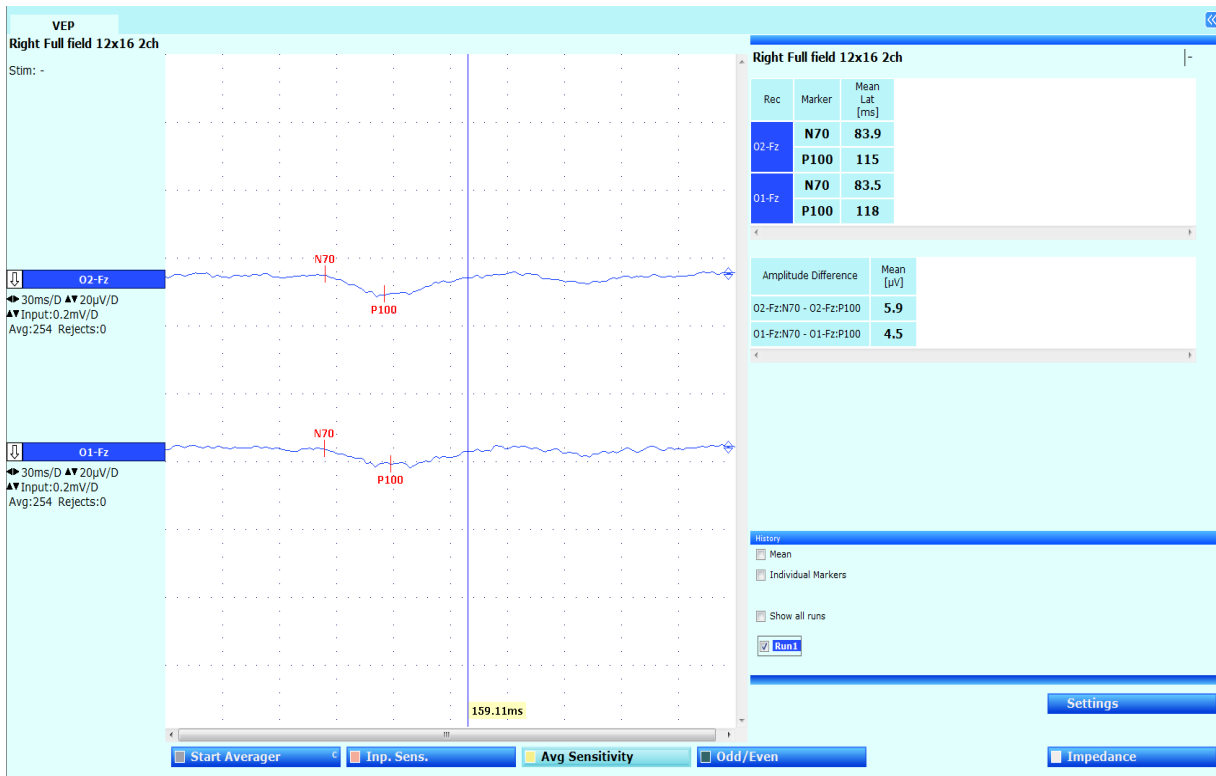 VEP
Right Full field 12x16 2ch
Stim: -
O2-Fz
30ms/D 20µV/D
Input:0.2mV/D
Avg:254 Rejects:0
N70
P100
O1-Fz
30ms/D 20µV/D
Input:0.2mV/D
Avg:254 Rejects:0
N70
P100
159.11ms
Start Averager c
Inp. Sens.
Avg Sensitivity
Odd/Even
Right Full field 12x16 2ch -
Rec Marker Mean Lat [ms]
O2-Fz N70 83.9
P100 115
O1-Fz N70 83.5
P100 118
Amplitude Difference Mean [µV]
O2-Fz:N70 - O2-Fz:P100 5.9
O1-Fz:N70 - O1-Fz:P100 4.5
History
Mean
Individual Markers
Show all runs
Run1
Settings
Impedance